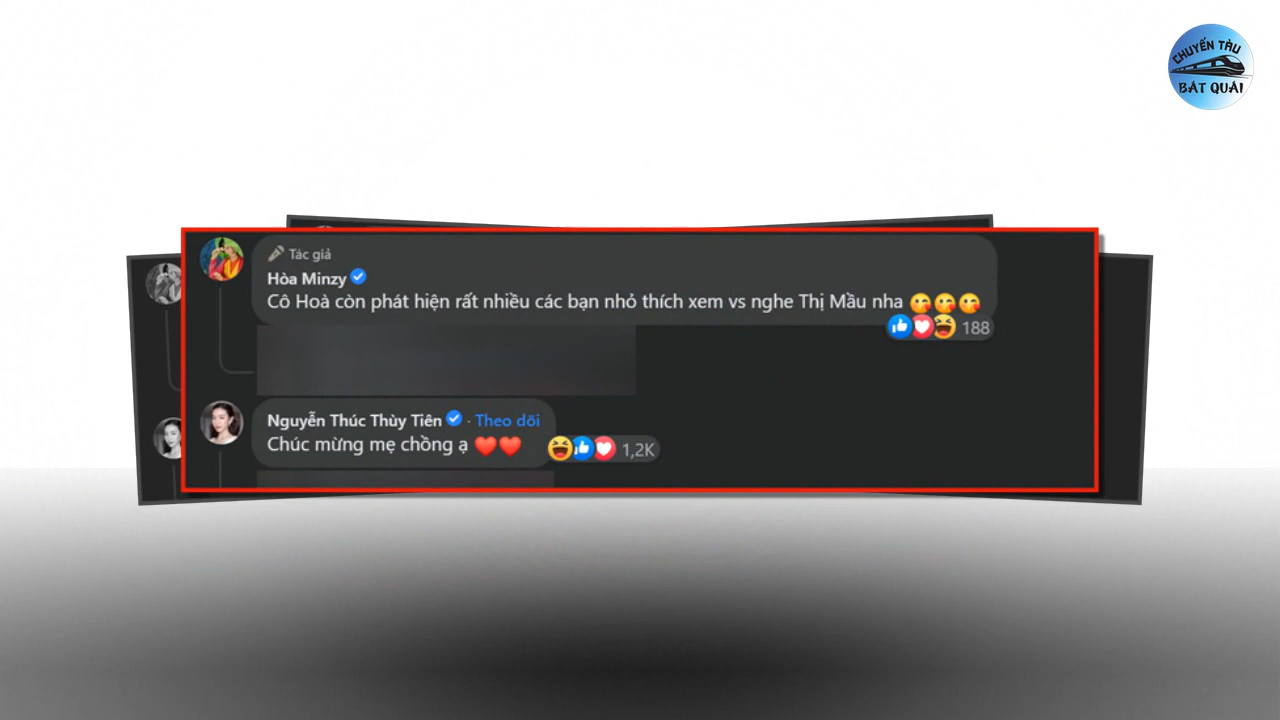 CHUYẾN TÀU
BÁT QUÁI
Tác giả
Hòa Minzy
Cô Hoà còn phát hiện rất nhiều các bạn nhỏ thích xem vs nghe Thị Mầu nha 😋😋😋
188
Nguyễn Thúc Thùy Tiên · Theo dõi
Chúc mừng mẹ chồng ạ ❤️❤️
1,2K